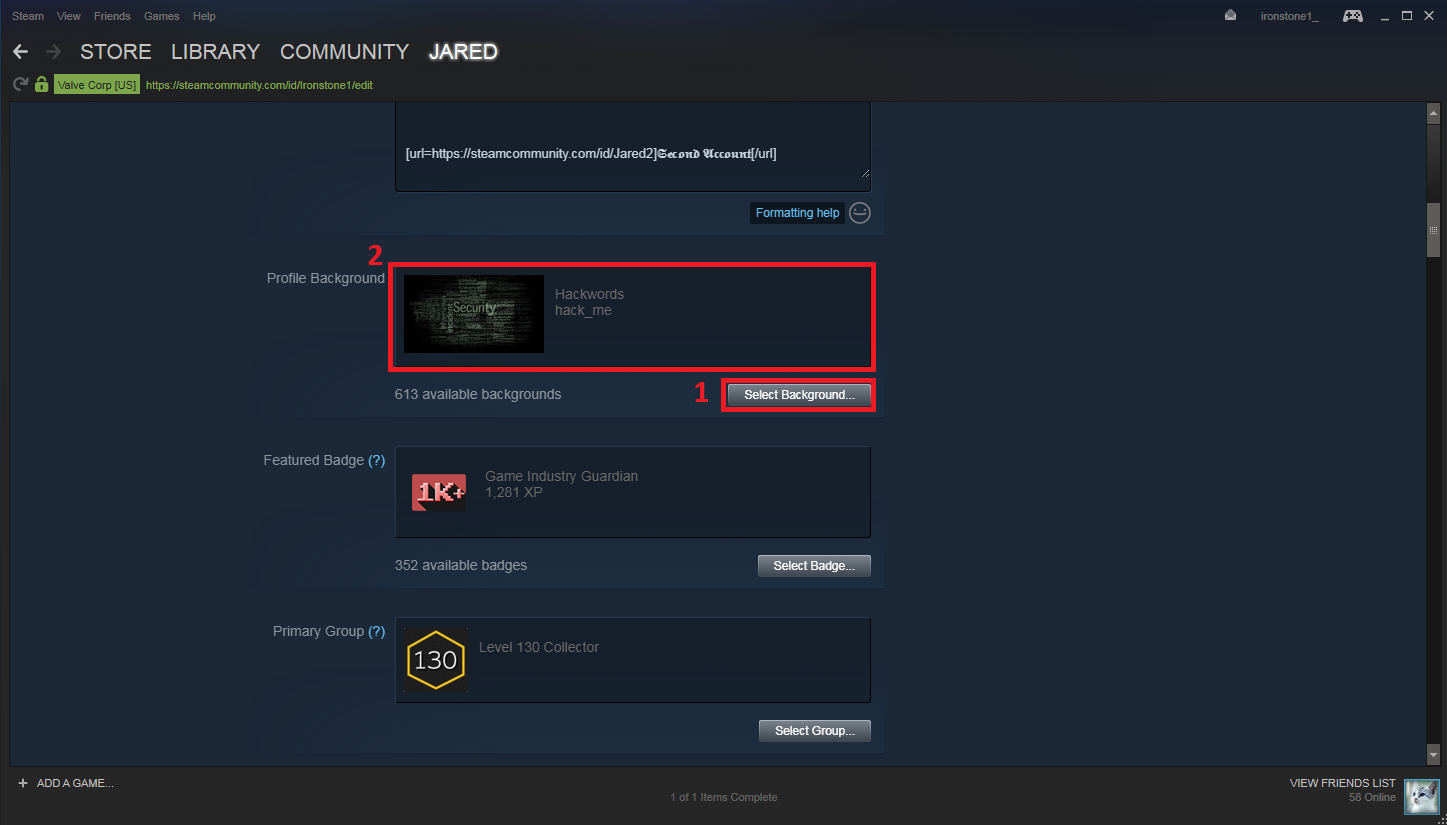 Steam View Friends Games Help
ironstone1_
STORE LIBRARY COMMUNITY JARED
Valve Corp [US] https://steamcommunity.com/id/Ironstone1/edit
[url=https://steamcommunity.com/id/Jared2]𝕾𝖊𝖈𝖔𝖓𝖉 𝕬𝖈𝖈𝖔𝖚𝖓𝖙[/url]
Formatting help
2
Profile Background
Security
computer
Hackwords
hack_me
613 available backgrounds
1
Select Background...
Featured Badge (?)
1K+
Game Industry Guardian
1,281 XP
352 available badges
Select Badge...
Primary Group (?)
130
Level 130 Collector
Select Group...
+ ADD A GAME...
1 of 1 Items Complete
VIEW FRIENDS LIST
58 Online